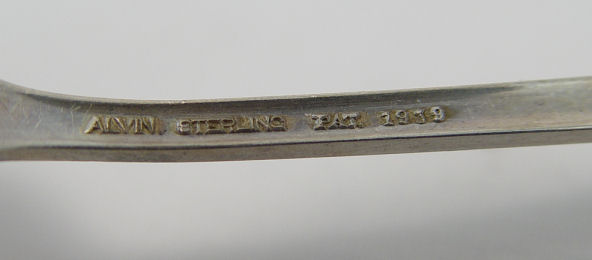 ALVIN STERLING PAT. 1939